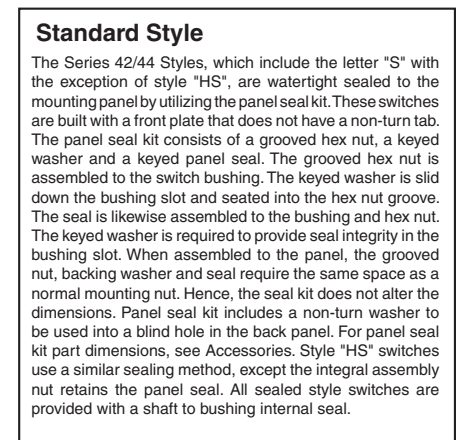 Standard Style
The Series 42/44 Styles, which include the letter "S" with
the exception of style "HS", are watertight sealed to the
mounting panel by utilizing the panel seal kit. These switches
are built with a front plate that does not have a non-turn tab.
The panel seal kit consists of a grooved hex nut, a keyed
washer and a keyed panel seal. The grooved hex nut is
assembled to the switch bushing. The keyed washer is slid
down the bushing slot and seated into the hex nut groove.
The seal is likewise assembled to the bushing and hex nut.
The keyed washer is required to provide seal integrity in the
bushing slot. When assembled to the panel, the grooved
nut, backing washer and seal require the same space as a
normal mounting nut. Hence, the seal kit does not alter the
dimensions. Panel seal kit includes a non-turn washer to
be used into a blind hole in the back panel. For panel seal
kit part dimensions, see Accessories. Style "HS" switches
use a similar sealing method, except the integral assembly
nut retains the panel seal. All sealed style switches are
provided with a shaft to bushing internal seal.